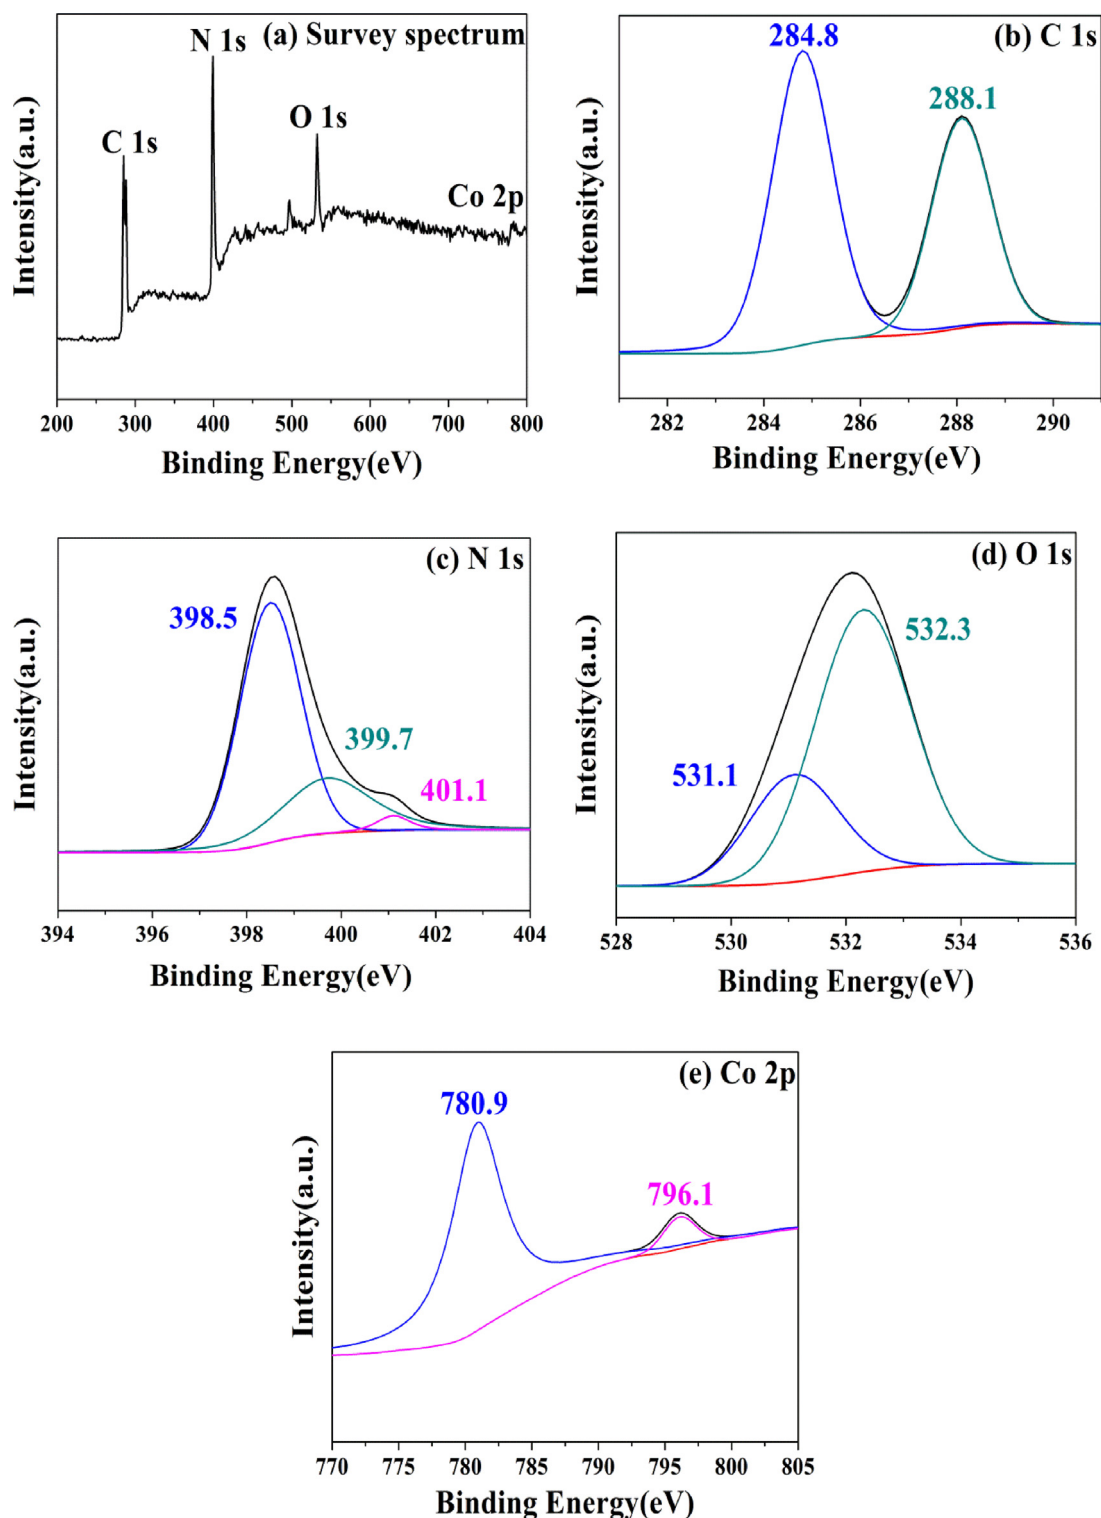 (a) Survey spectrum
N 1s
C 1s
O 1s
Co 2p
Intensity(a.u.)
200 300 400 500 600 700 800
Binding Energy(eV)
(b) C 1s
284.8
288.1
Intensity(a.u.)
282 284 286 288 290
Binding Energy(eV)
(c) N 1s
398.5
399.7
401.1
Intensity(a.u.)
394 396 398 400 402 404
Binding Energy(eV)
(d) O 1s
532.3
531.1
Intensity(a.u.)
528 530 532 534 536
Binding Energy(eV)
(e) Co 2p
780.9
796.1
Intensity(a.u.)
770 775 780 785 790 795 800 805
Binding Energy(eV)